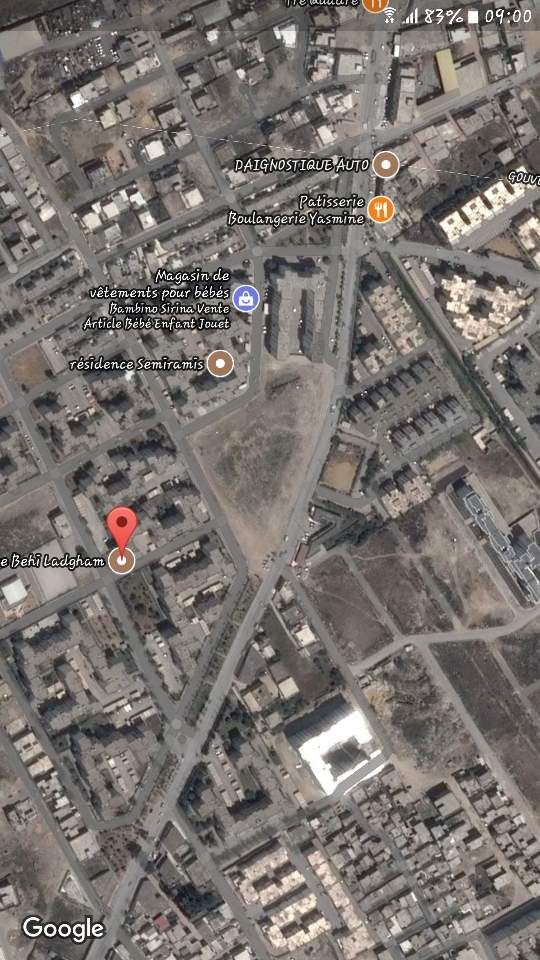 83% 09:00
DAIGNOSTIQUE AUTO
GOUV
Patisserie
Boulangerie Yasmine
Magasin de
vêtements pour bébés
Bambino Sirina Vente
Article Bébé Enfant Jouet
résidence Semiramis
e Behi Ladgham
Google